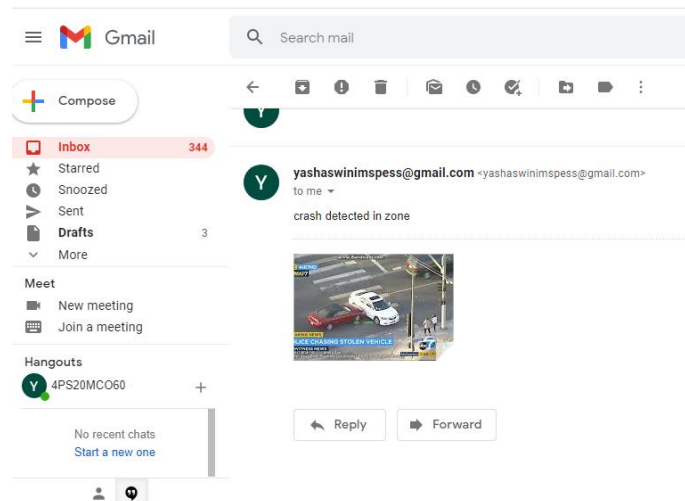 Gmail
Search mail
Compose
Y
Inbox 344
Starred
Snoozed
Sent
Drafts 3
More
Meet
New meeting
Join a meeting
Hangouts
Y 4PS20MCO60 +
No recent chats
Start a new one
Y yashaswinimspess@gmail.com <yashaswinimspess@gmail.com>
to me
crash detected in zone
LICE CHASING STOLEN VEHICLE
7
Reply
Forward